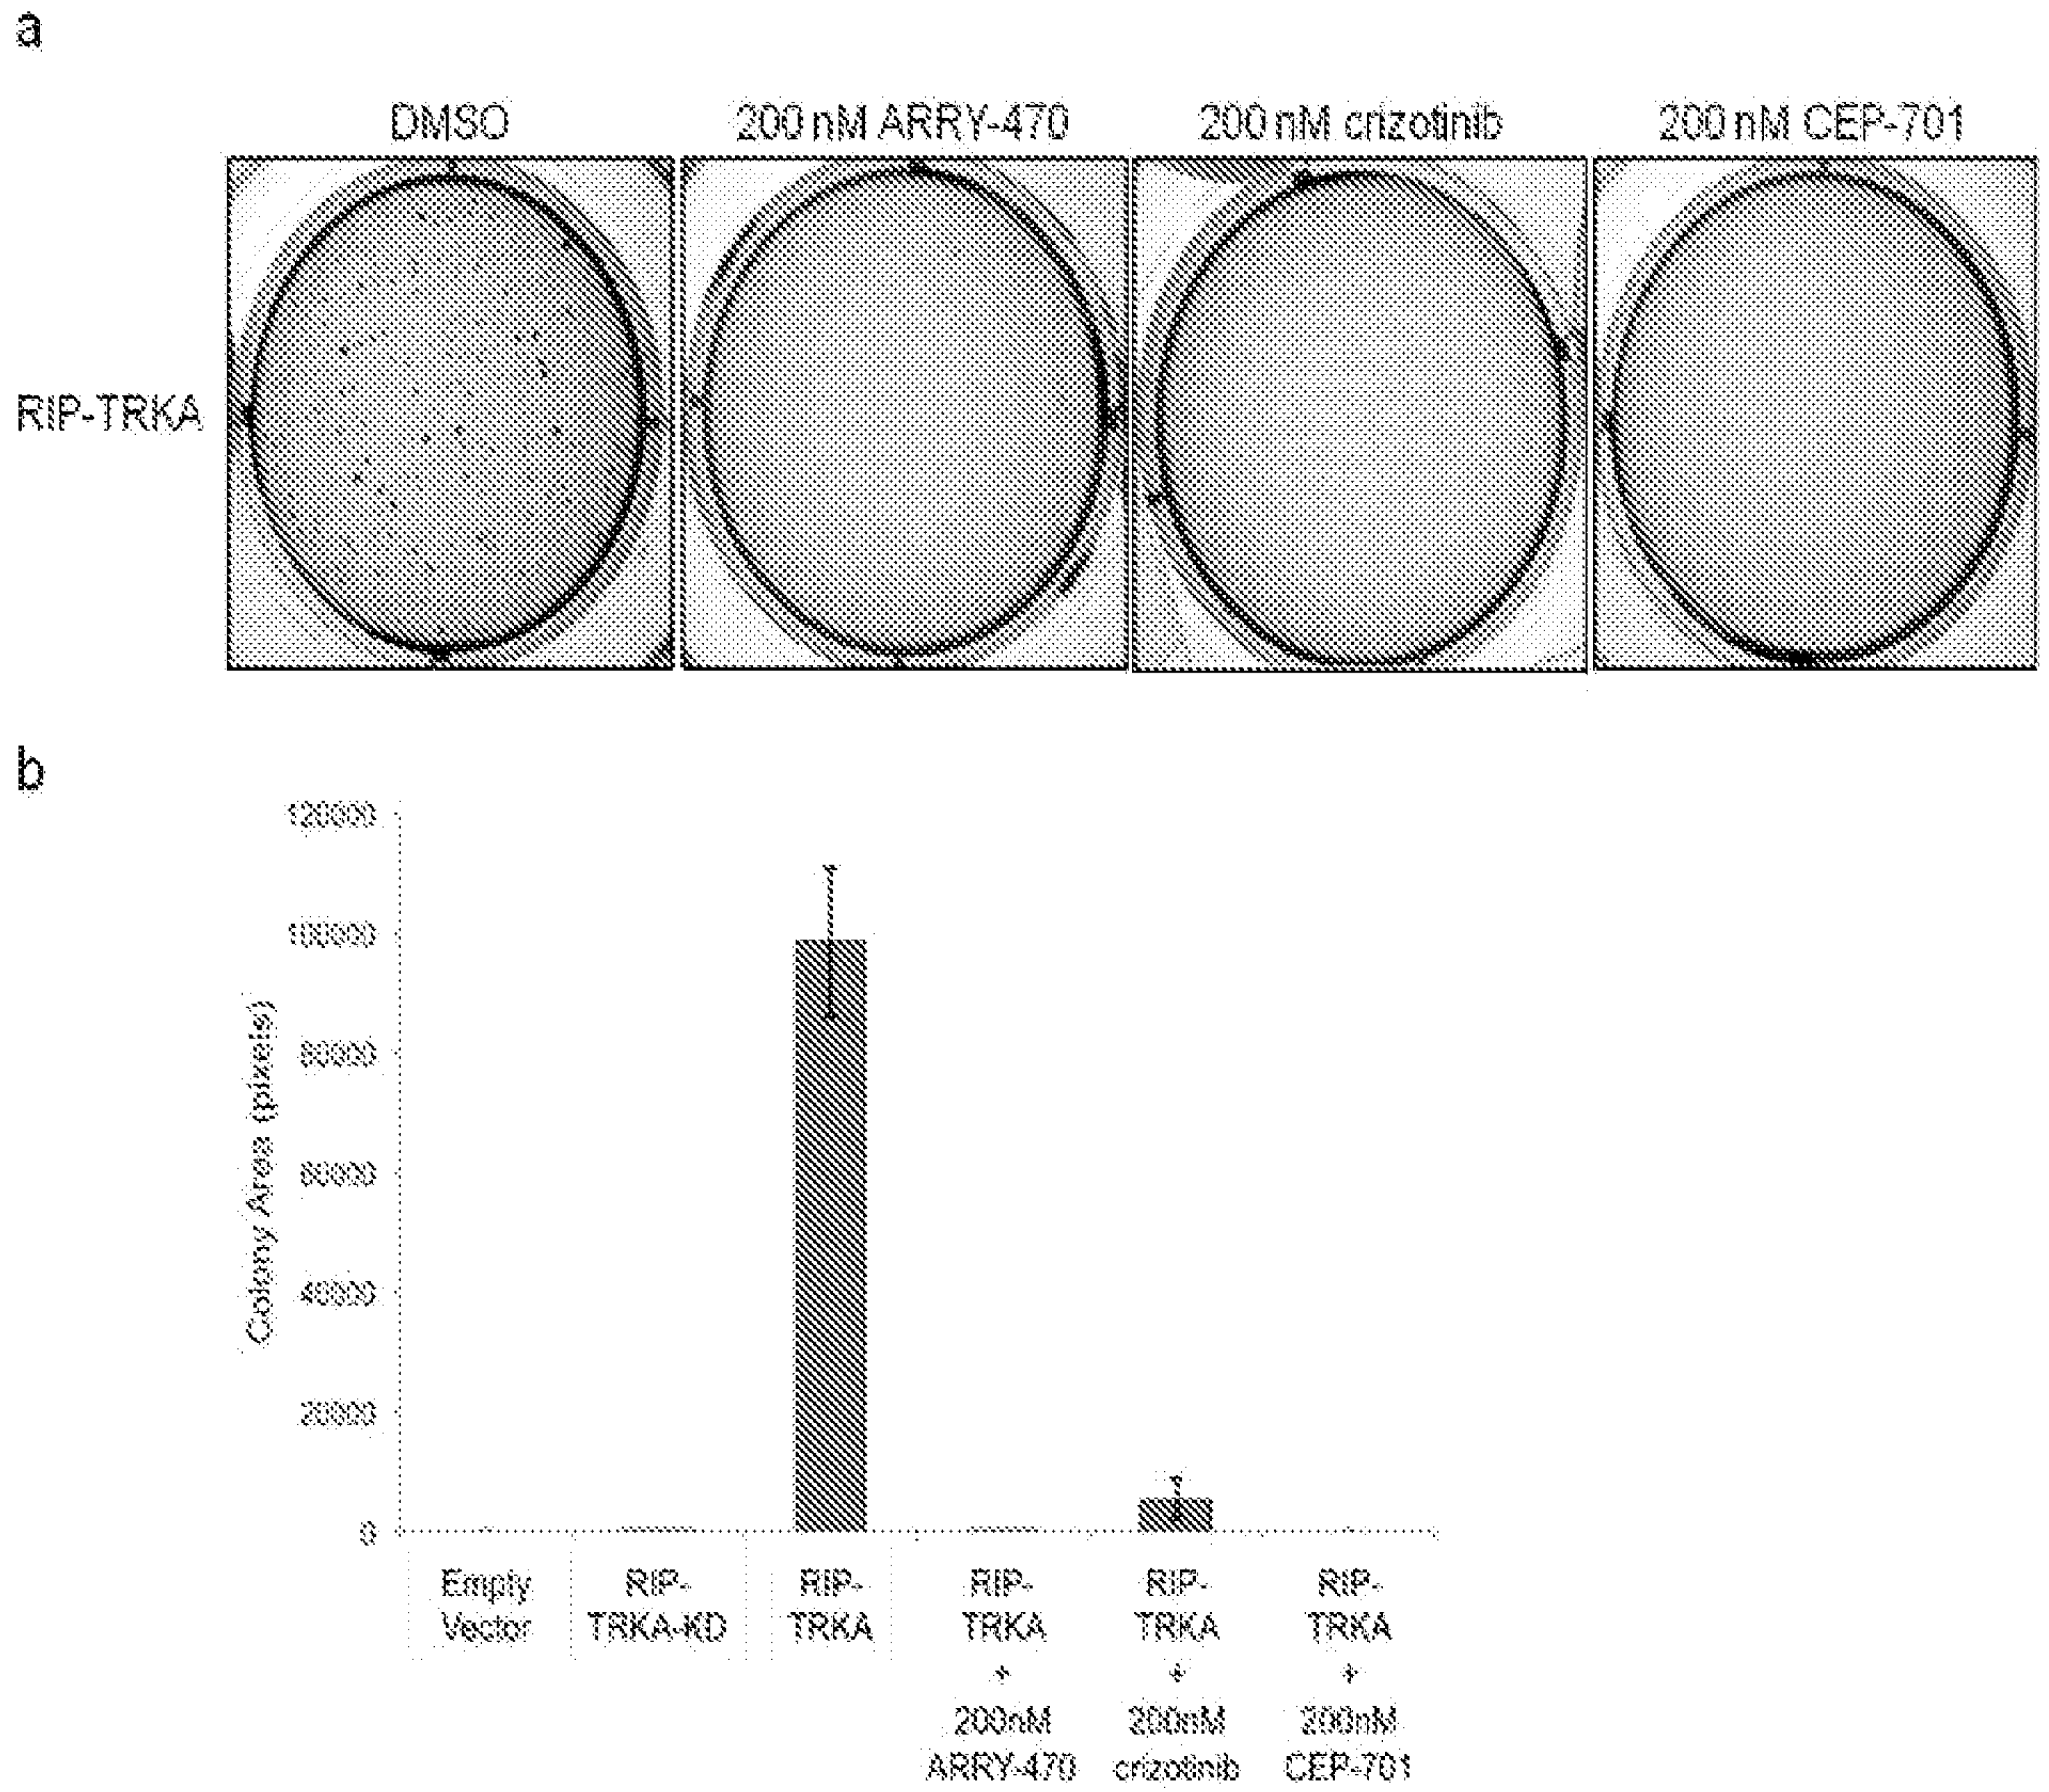 a
DMSO
200 nM ARRY-470
200 nM crizotinib
200 nM CEP-701
RIP-TRKA
b
120000
100000
80000
60000
40000
20000
0
Colony Area (pixels)
Empty
Vector
RIP-
TRKA-KD
RIP-
TRKA
RIP-
TRKA
+
200nM
ARRY-470
RIP-
TRKA
+
200nM
crizotinib
RIP-
TRKA
+
200nM
CEP-701